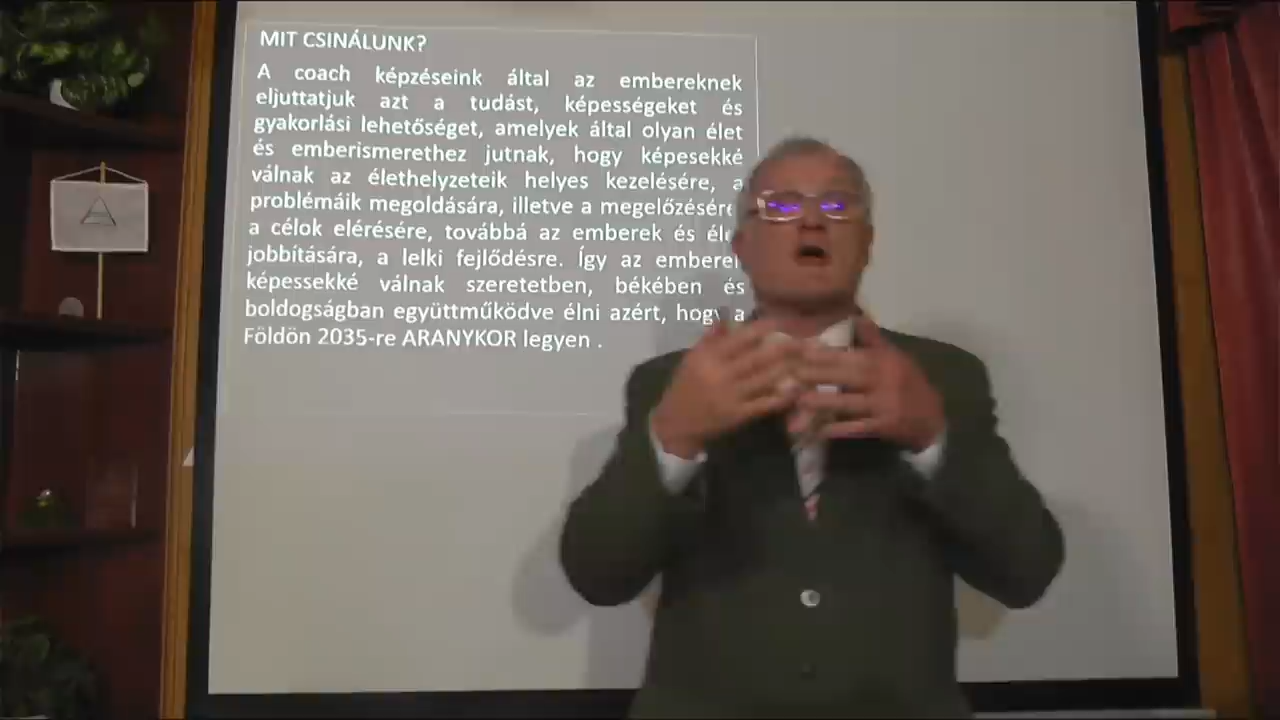 MIT CSINÁLUNK?
A coach képzéseink által az embereknek
eljuttatjuk azt a tudást, képességeket és
gyakorlási lehetőséget, amelyek által olyan élet
és emberismerethez jutnak, hogy képesekké
válnak az élethelyzeteik helyes kezelésére, a
problémáik megoldására, illetve a megelőzésére
a célok elérésére, továbbá az emberek és
jobbítására, a lelki fejlődésre. Így az emberek
képessekké válnak szeretetben, békében és
boldogságban együttműködve élni azért, hogy a
Földön 2035-re ARANYKOR legyen .